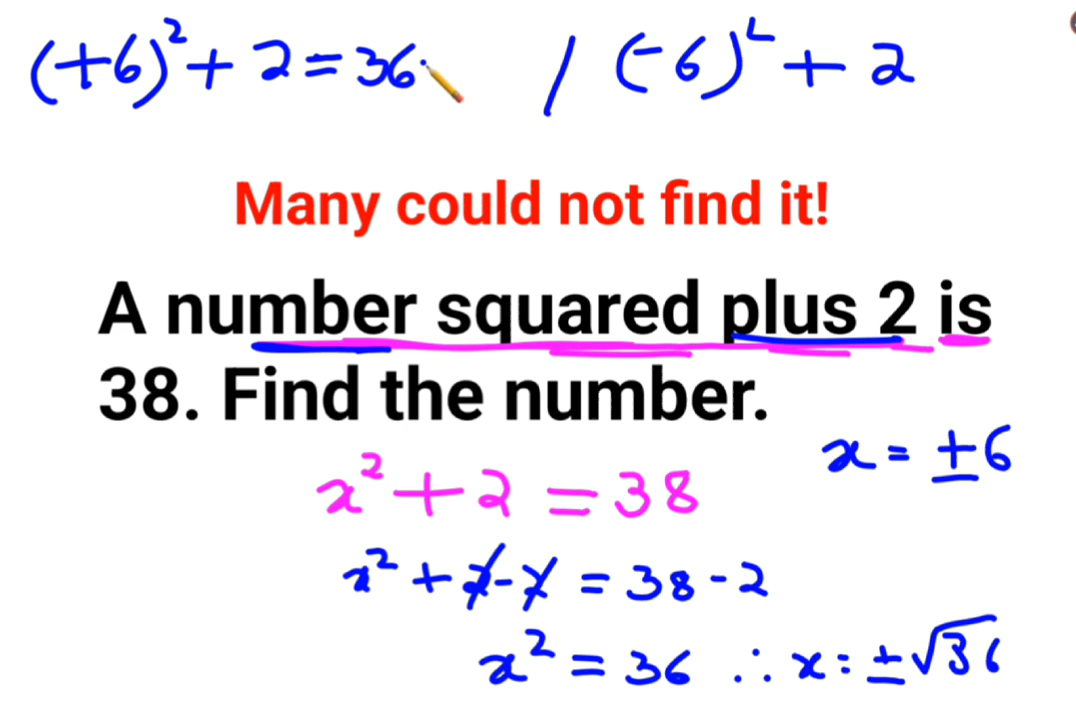 (+6)²+2=36 / (-6)²+2
Many could not find it!
A number squared plus 2 is
38. Find the number.
x = ±6
x²+2=38
x²+2-2=38-2
x²=36 ∴ x=±√36